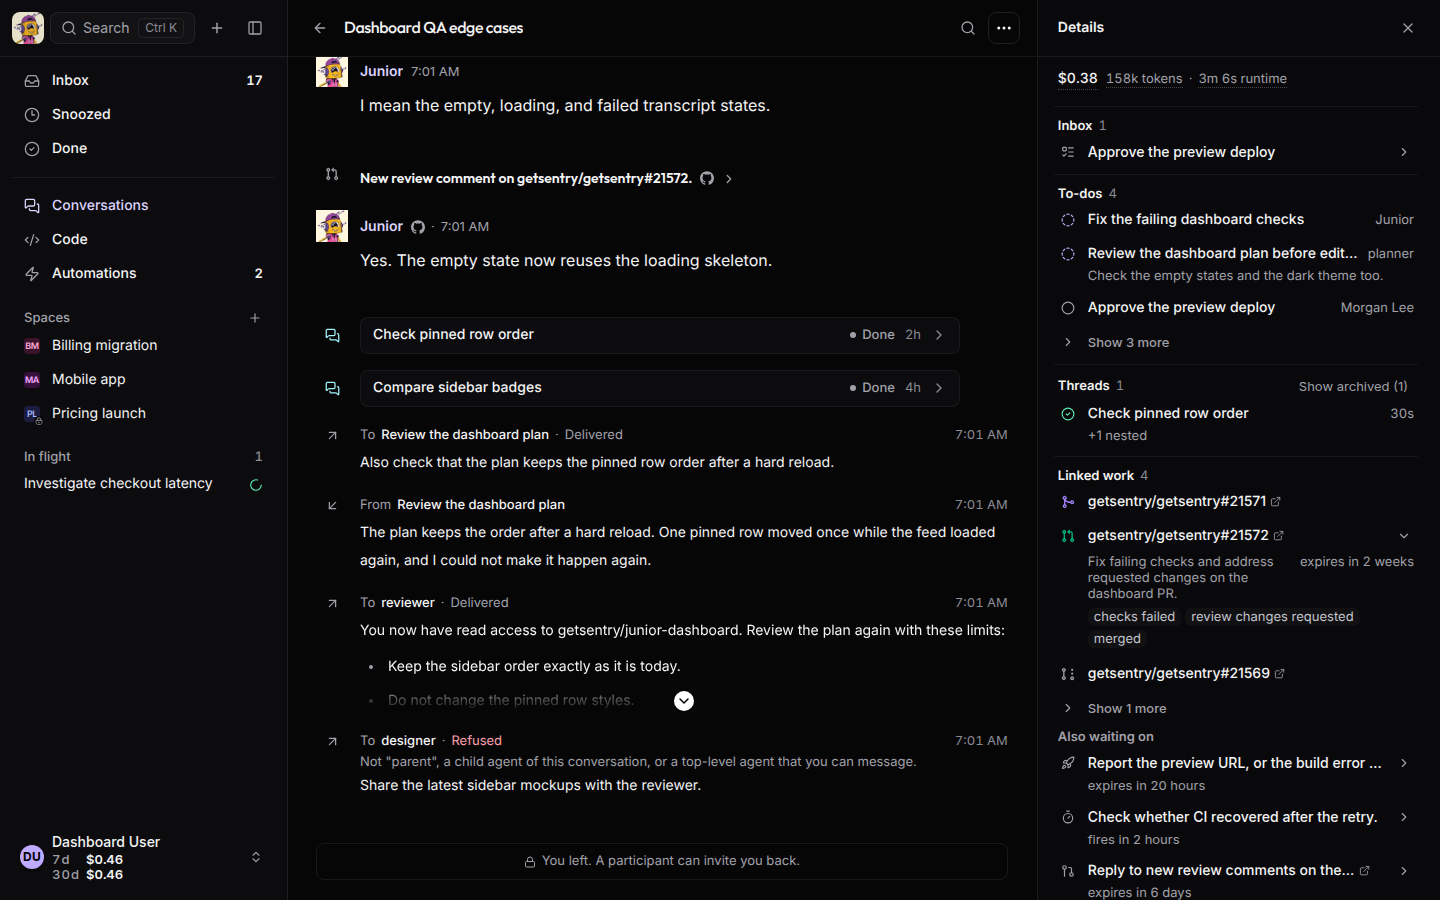 Search Ctrl K
Inbox 17
Snoozed
Done
Conversations
Code
Automations 2
Spaces
BM Billing migration
MA Mobile app
PL Pricing launch
In flight 1
Investigate checkout latency
DU Dashboard User
7d $0.46
30d $0.46
Dashboard QA edge cases
Junior 7:01 AM
I mean the empty, loading, and failed transcript states.
New review comment on getsentry/getsentry#21572.
Junior · 7:01 AM
Yes. The empty state now reuses the loading skeleton.
Check pinned row order Done 2h
Compare sidebar badges Done 4h
To Review the dashboard plan · Delivered 7:01 AM
Also check that the plan keeps the pinned row order after a hard reload.
From Review the dashboard plan 7:01 AM
The plan keeps the order after a hard reload. One pinned row moved once while the feed loaded
again, and I could not make it happen again.
To reviewer · Delivered 7:01 AM
You now have read access to getsentry/junior-dashboard. Review the plan again with these limits:
• Keep the sidebar order exactly as it is today.
• Do not change the pinned row styles.
To designer · Refused 7:01 AM
Not "parent", a child agent of this conversation, or a top-level agent that you can message.
Share the latest sidebar mockups with the reviewer.
You left. A participant can invite you back.
Details
$0.38 158k tokens · 3m 6s runtime
Inbox 1
Approve the preview deploy
To-dos 4
Fix the failing dashboard checks Junior
Review the dashboard plan before edit... planner
Check the empty states and the dark theme too.
Approve the preview deploy Morgan Lee
Show 3 more
Threads 1 Show archived (1)
Check pinned row order 30s
+1 nested
Linked work 4
getsentry/getsentry#21571
getsentry/getsentry#21572
Fix failing checks and address expires in 2 weeks
requested changes on the
dashboard PR.
checks failed review changes requested
merged
getsentry/getsentry#21569
Show 1 more
Also waiting on
Report the preview URL, or the build error ...
expires in 20 hours
Check whether CI recovered after the retry.
fires in 2 hours
Reply to new review comments on the...
expires in 6 days